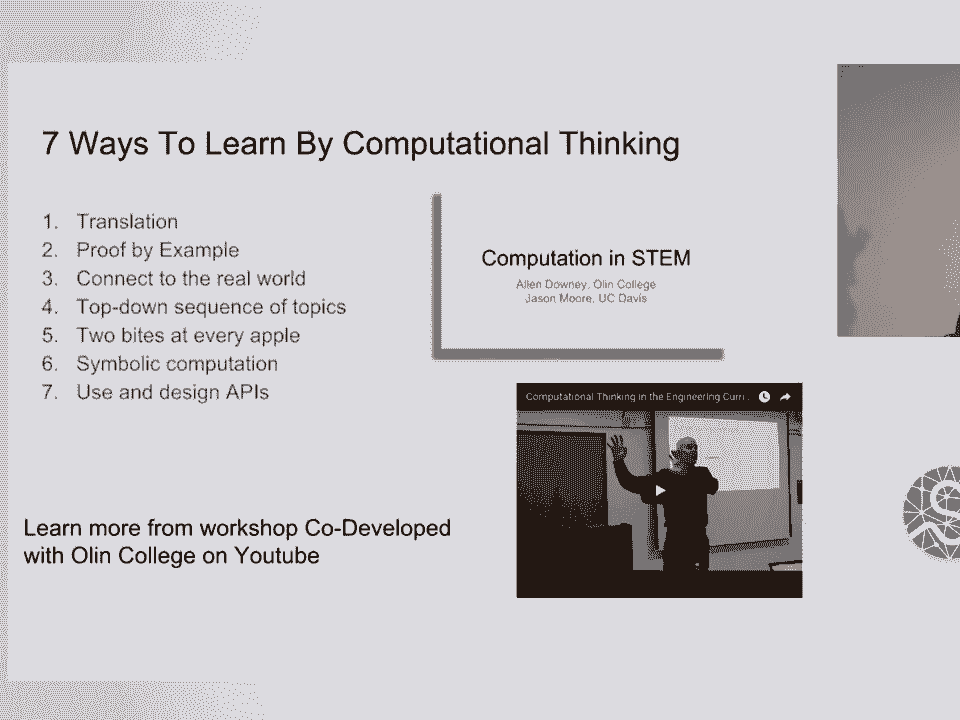 7 Ways To Learn By Computational Thinking
1. Translation
2. Proof by Example
3. Connect to the real world
4. Top-down sequence of topics
5. Two bites at every apple
6. Symbolic computation
7. Use and design APIs
Computation in STEM
Allen Downey, Olin College
Jason Moore, UC Davis
Computational Thinking in the Engineering Curri...
Learn more from workshop Co-Developed
with Olin College on Youtube